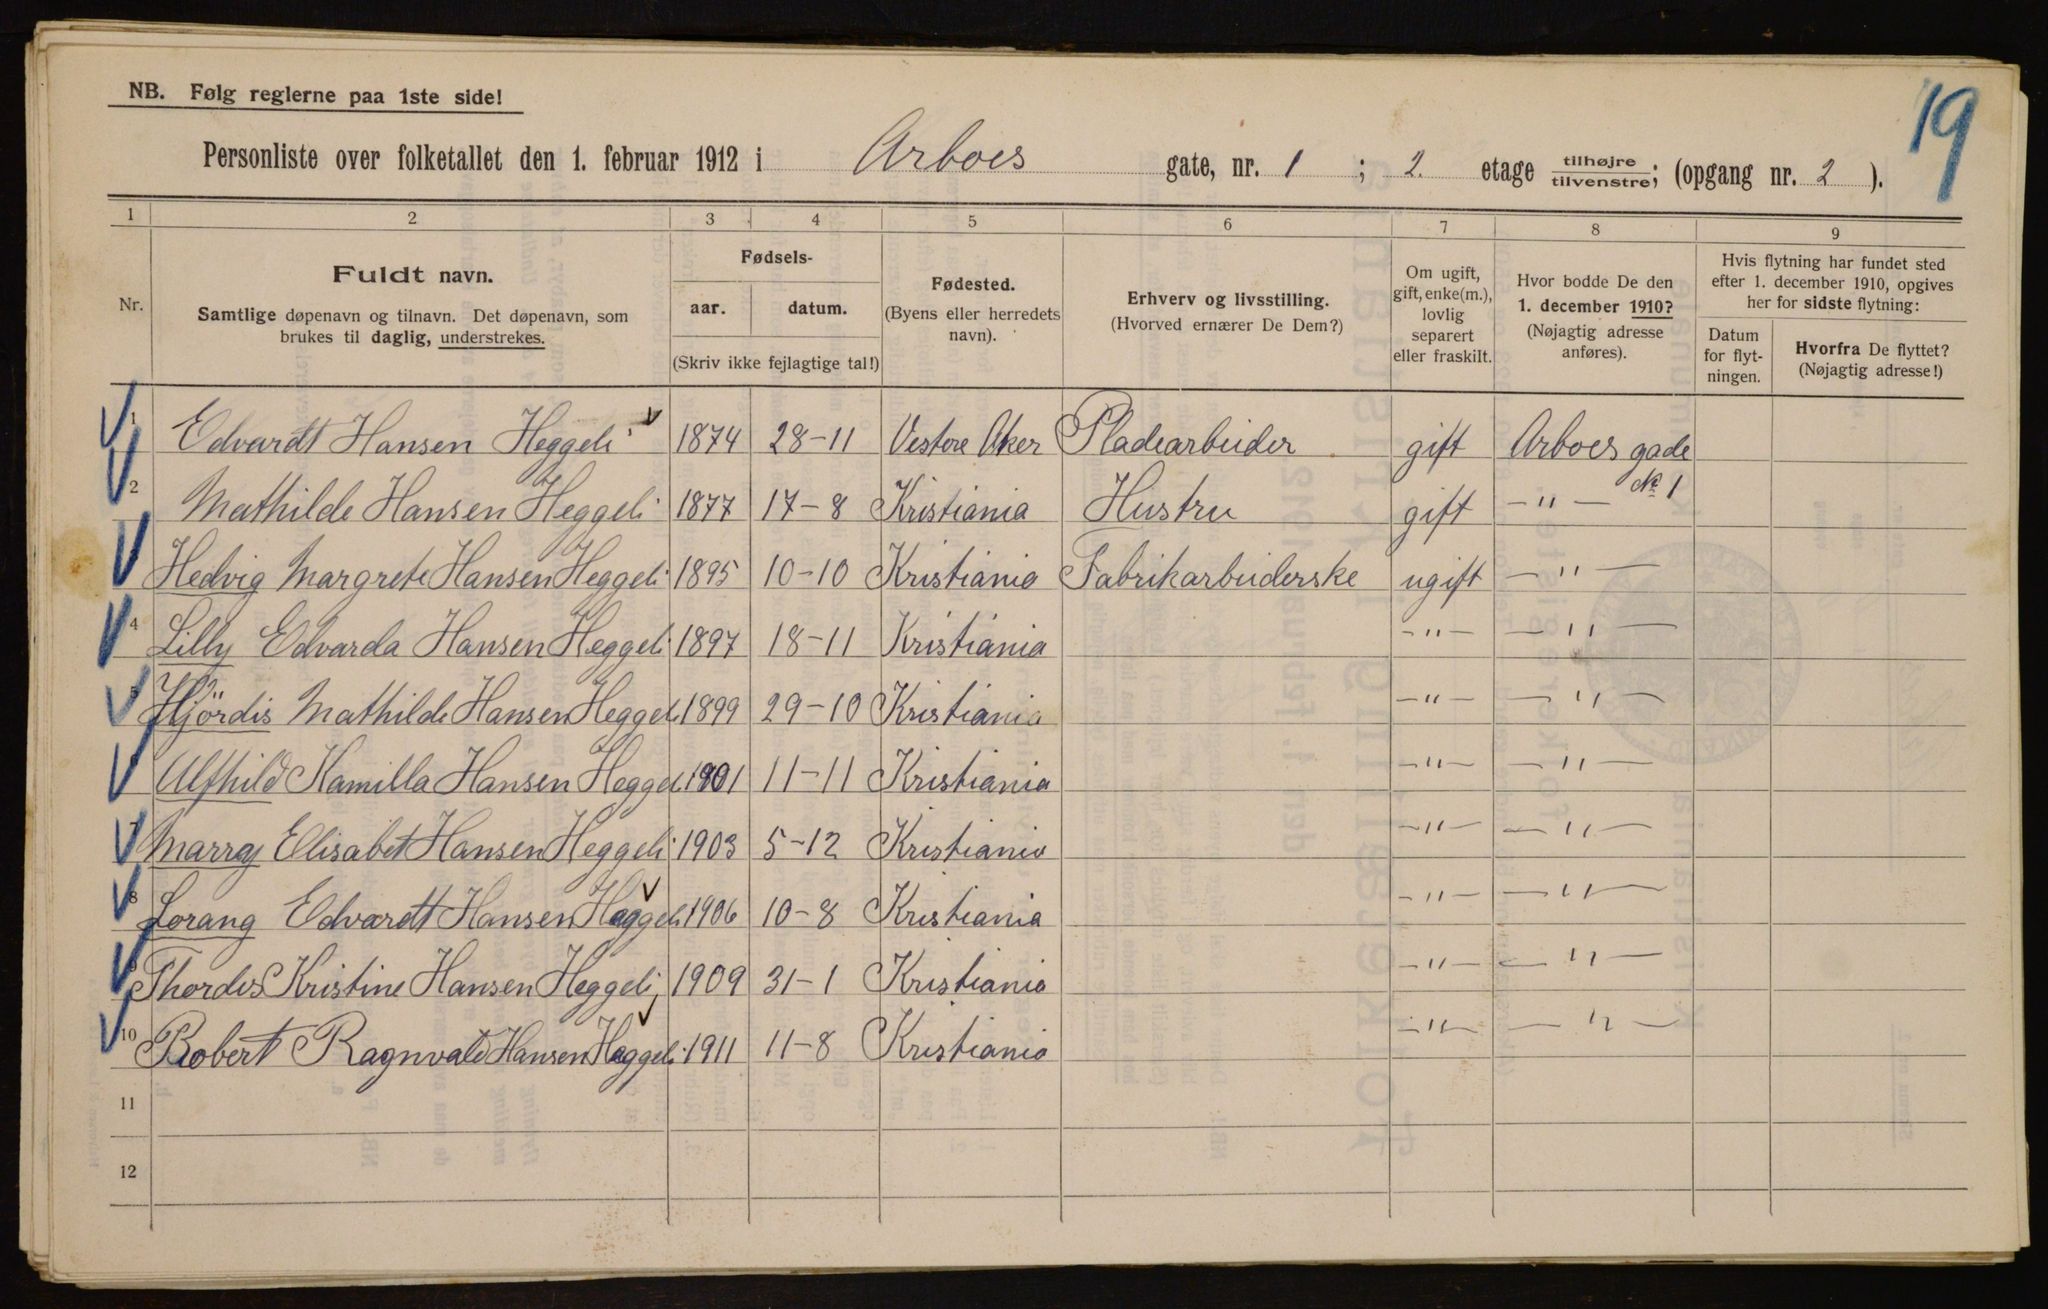 19
NB. Følg reglerne paa 1ste side!
Personliste over folketallet den 1. februar 1912 i Arboes gate, nr. 1 ; 2. etage tilhøjre tilvenstre; (opgang nr. 2 ).
1 2 3 4 5 6 7 8 9
Nr.
Fuldt navn.
Samtlige døpenavn og tilnavn. Det døpenavn, som
brukes til daglig, understrekes.
Fødsels-
aar. datum.
(Skriv ikke fejlagtige tal!)
Fødested.
(Byens eller herredets
navn).
Erhverv og livsstilling.
(Hvorved ernærer De Dem?)
Om ugift,
gift, enke(m.),
lovlig
separert
eller fraskilt.
Hvor bodde De den
1. december 1910?
(Nøjagtig adresse
anføres).
Hvis flytning har fundet sted
efter 1. december 1910, opgives
her for sidste flytning:
Datum
for flyt-
ningen.
Hvorfra De flyttet?
(Nøjagtig adresse!)
1 Edvardt Hansen Heggeli 1874 28-11 Vestre Aker Pladearbeider gift Arboes gade
No 1
2 Mathilde Hansen Heggeli 1877 17-8 Kristiania Hustru gift -"-
Hedvig Margrete Hansen Heggeli 1895 10-10 Kristiania Fabrikarbeiderske ugift -"-
4 Lilly Edvarda Hansen Heggeli 1897 18-11 Kristiania -"- -"-
Hjördis Mathilde Hansen Heggeli 1899 29-10 Kristiania -"- -"-
Ulfhild Kamilla Hansen Heggeli 1901 11-11 Kristiania -"- -"-
7 Marray Elisabet Hansen Heggeli 1903 5-12 Kristiania -"- -"-
8 Lorang Edvardt Hansen Heggeli 1906 10-8 Kristiania -"- -"-
Thordis Kristine Hansen Heggeli 1909 31-1 Kristiania -"- -"-
10 Robert Ragnvald Hansen Heggeli 1911 11-8 Kristiania -"- -"-
11
12